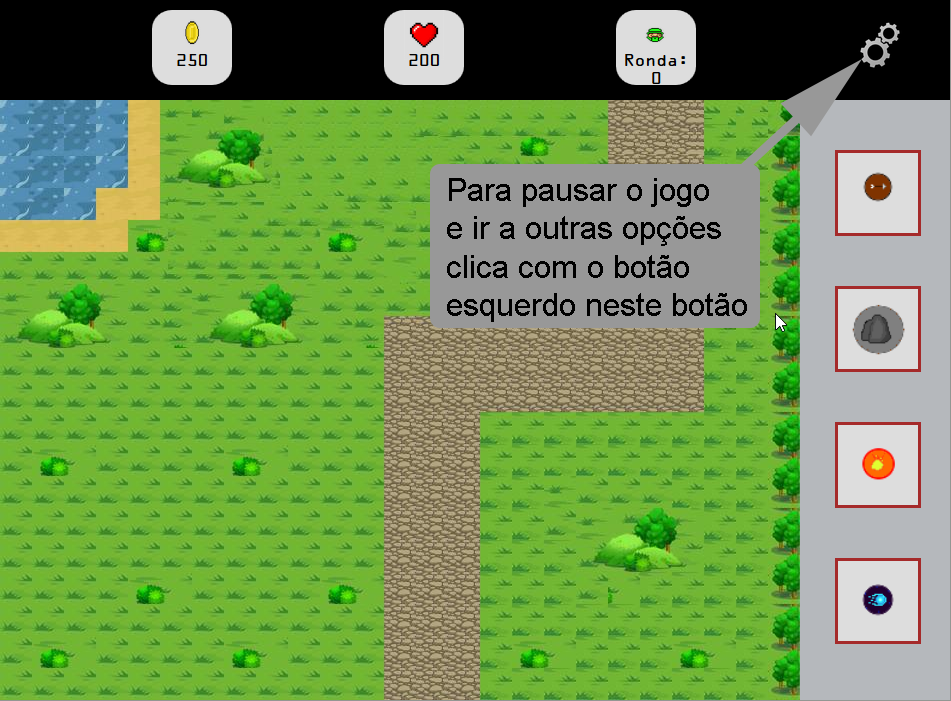 250
200
Ronda:
0
Para pausar o jogo
e ir a outras opções
clica com o botão
esquerdo neste botão